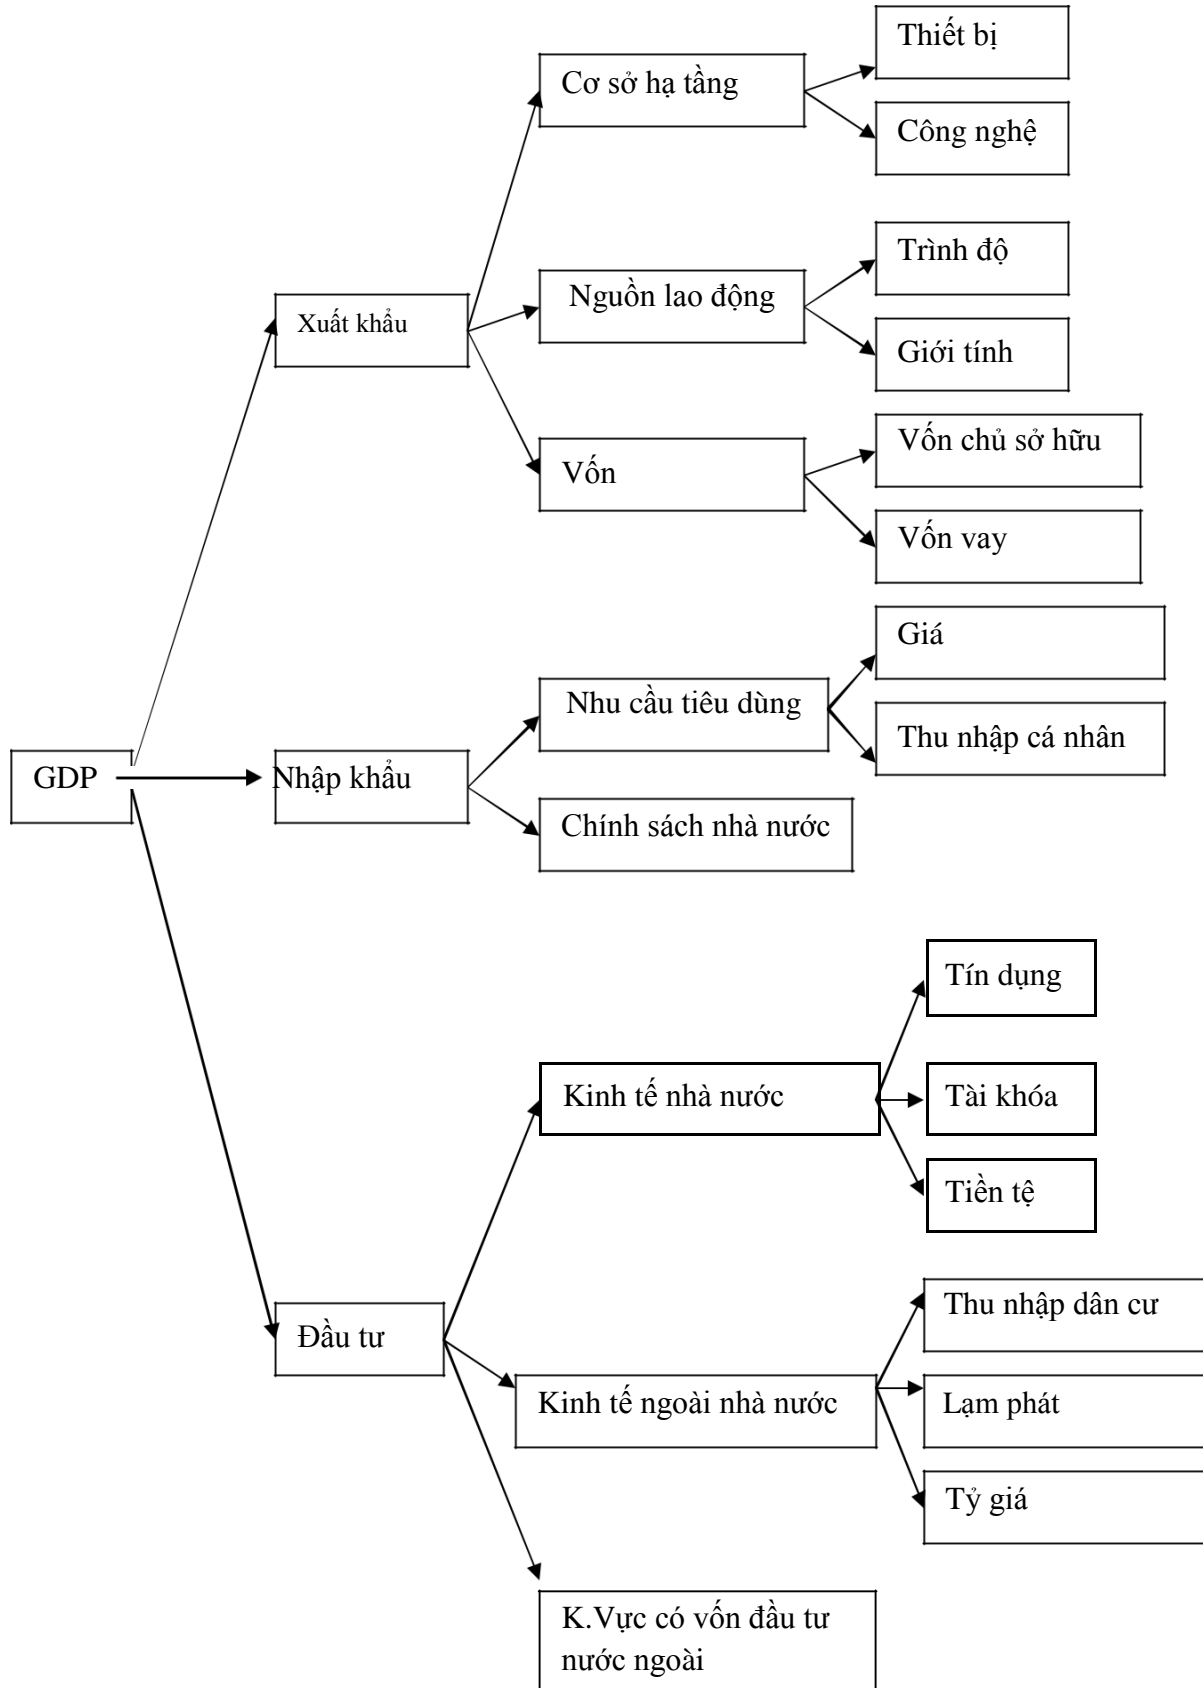 Thiết bị
Cơ sở hạ tầng
Công nghệ
Trình độ
Nguồn lao động
Xuất khẩu
Giới tính
Vốn chủ sở hữu
Vốn
Vốn vay
Giá
Nhu cầu tiêu dùng
Thu nhập cá nhân
GDP
Nhập khẩu
Chính sách nhà nước
Tín dụng
Kinh tế nhà nước
Tài khóa
Tiền tệ
Thu nhập dân cư
Đầu tư
Kinh tế ngoài nhà nước
Lạm phát
Tỷ giá
K.Vực có vốn đầu tư
nước ngoài